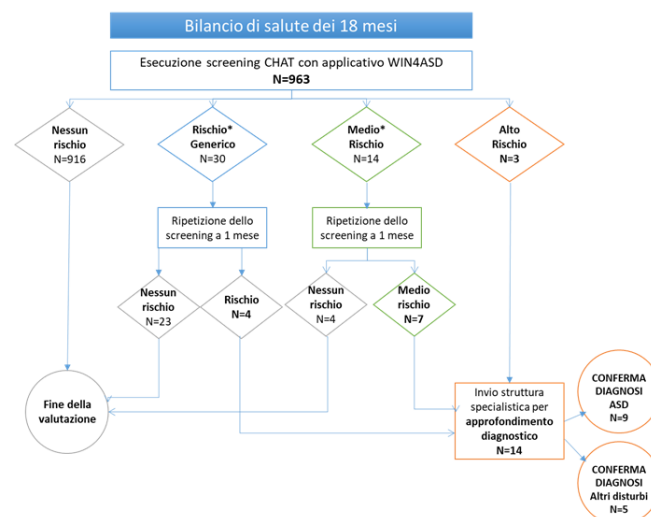 Bilancio di salute dei 18 mesi
Esecuzione screening CHAT con applicativo WIN4ASD
N=963
Nessun
rischio
N=916
Rischio*
Generico
N=30
Medio*
Rischio
N=14
Alto
Rischio
N=3
Ripetizione dello
screening a 1 mese
Ripetizione dello
screening a 1 mese
Nessun
rischio
N=23
Rischio
N=4
Nessun
rischio
N=4
Medio
rischio
N=7
Fine della
valutazione
Invio struttura
specialistica per
approfondimento
diagnostico
N=14
CONFERMA
DIAGNOSI
ASD
N=9
CONFERMA
DIAGNOSI
Altri disturbi
N=5